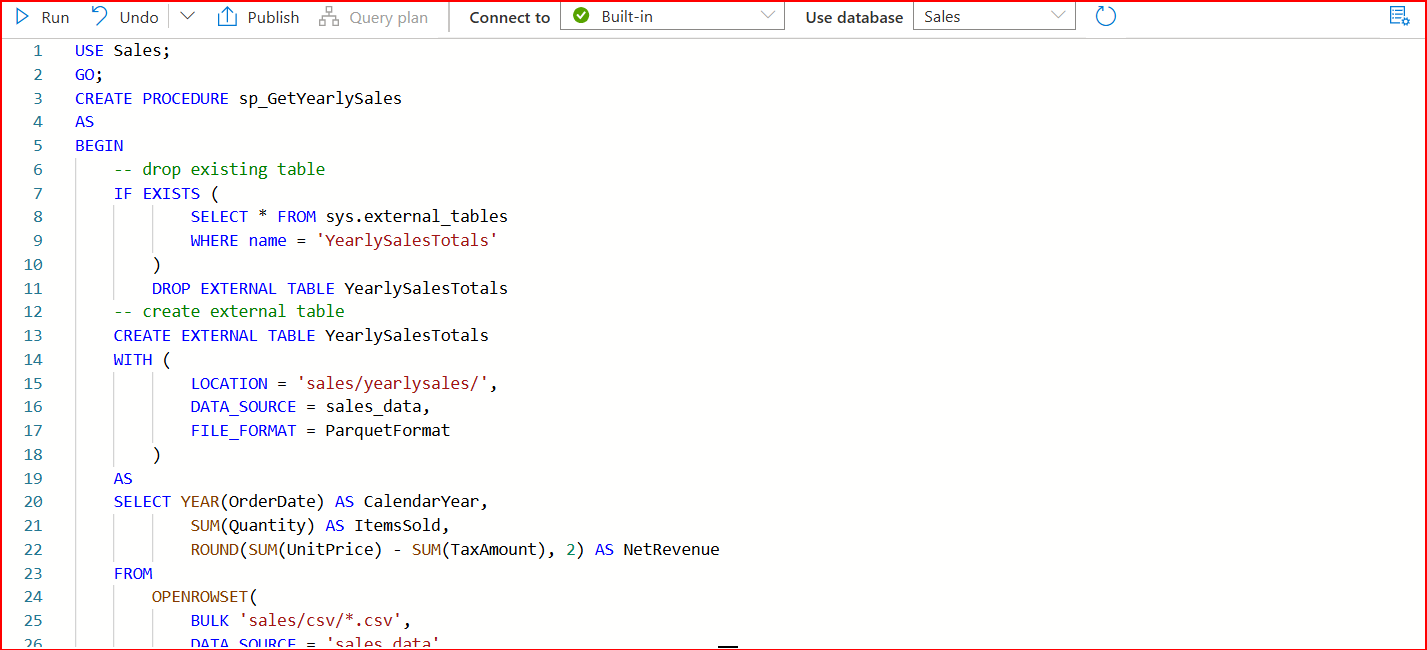 Run Undo Publish Query plan Connect to Built-in Use database Sales
1 USE Sales;
2 GO;
3 CREATE PROCEDURE sp_GetYearlySales
4 AS
5 BEGIN
6 -- drop existing table
7 IF EXISTS (
8 SELECT * FROM sys.external_tables
9 WHERE name = 'YearlySalesTotals'
10 )
11 DROP EXTERNAL TABLE YearlySalesTotals
12 -- create external table
13 CREATE EXTERNAL TABLE YearlySalesTotals
14 WITH (
15 LOCATION = 'sales/yearlysales/',
16 DATA_SOURCE = sales_data,
17 FILE_FORMAT = ParquetFormat
18 )
19 AS
20 SELECT YEAR(OrderDate) AS CalendarYear,
21 SUM(Quantity) AS ItemsSold,
22 ROUND(SUM(UnitPrice) - SUM(TaxAmount), 2) AS NetRevenue
23 FROM
24 OPENROWSET(
25 BULK 'sales/csv/*.csv',
26 DATA_SOURCE = 'sales_data'